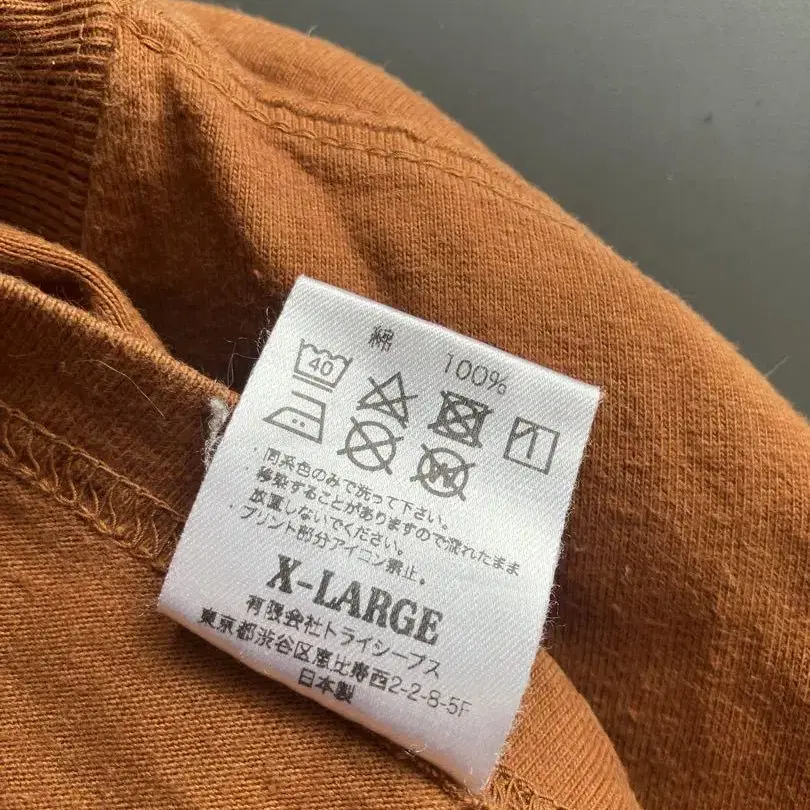 綿 100%
40
W
・同系色のみで洗って下さい。
・移染することがありますので濡れたまま
放置しないでください。
・プリント部分アイロン禁止。
X-LARGE
有限会社トライシープス
東京都渋谷区恵比寿西2-2-8-5F
日本製